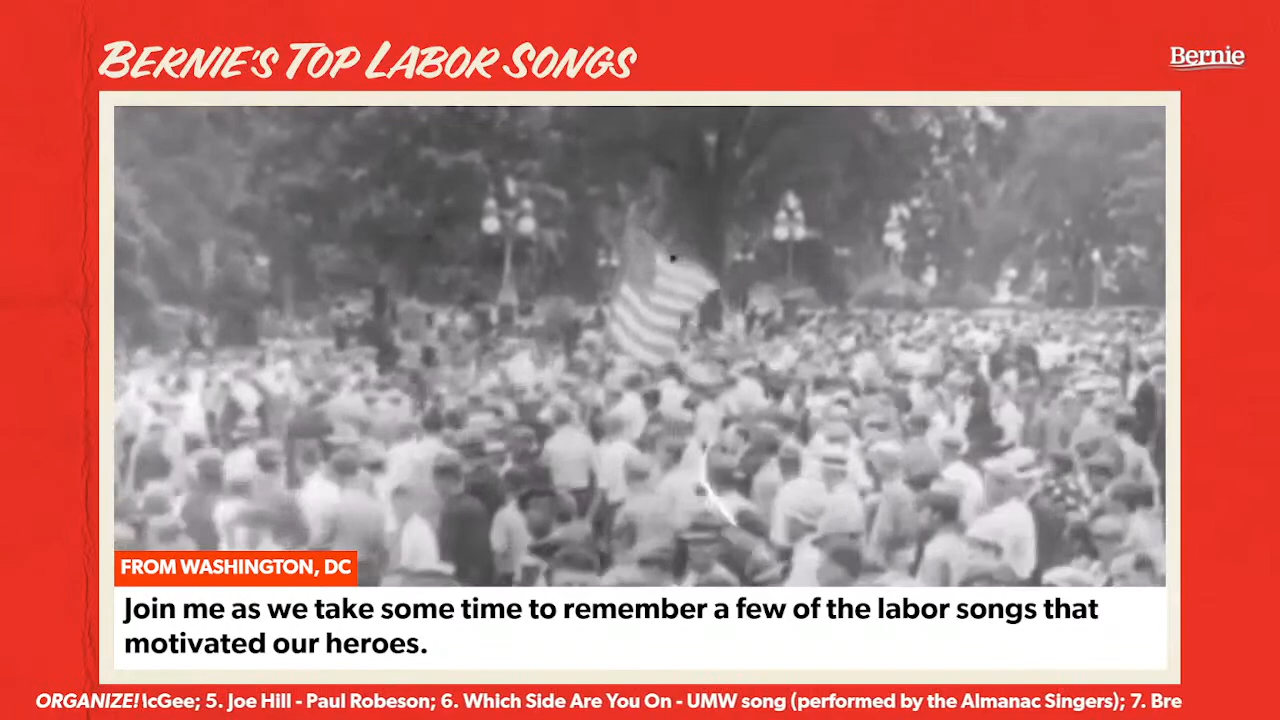 BERNIE'S TOP LABOR SONGS
Bernie
FROM WASHINGTON, DC
Join me as we take some time to remember a few of the labor songs that
motivated our heroes.
ORGANIZE! cGee; 5. Joe Hill - Paul Robeson; 6. Which Side Are You On - UMW song (performed by the Almanac Singers); 7. Bre